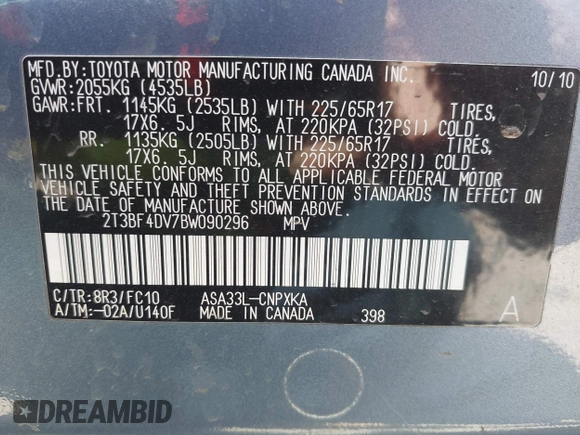 MFD.BY:TOYOTA MOTOR MANUFACTURING CANADA INC. 10/10
GVWR:2055KG (4535LB)
GAWR:FRT. 1145KG (2535LB) WITH 225/65R17 TIRES,
17X6. 5J RIMS, AT 220KPA (32PSI) COLD.
RR. 1135KG (2505LB) WITH 225/65R17 TIRES,
17X6. 5J RIMS, AT 220KPA (32PSI) COLD.
THIS VEHICLE CONFORMS TO ALL APPLICABLE FEDERAL MOTOR
VEHICLE SAFETY AND THEFT PREVENTION STANDARDS IN EFFECT
ON THE DATE OF MANUFACTURE SHOWN ABOVE.
2T3BF4DV7BW090296 MPV
C/TR:8R3/FC10 ASA33L-CNPXKA
A/TM:-02A/U140F MADE IN CANADA 398 A
DREAMBID